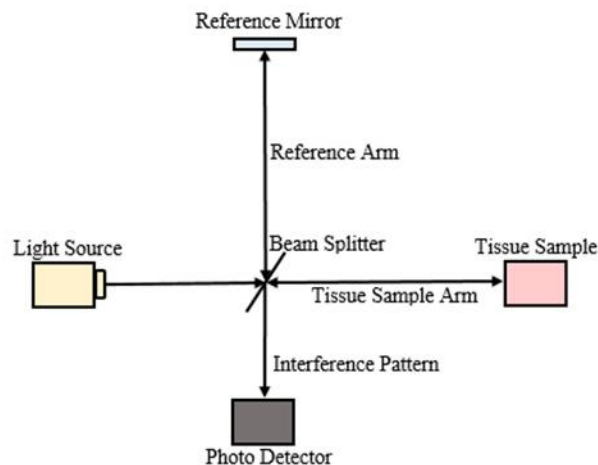 Reference Mirror
Reference Arm
Beam Splitter
Light Source
Tissue Sample
Tissue Sample Arm
Interference Pattern
Photo Detector